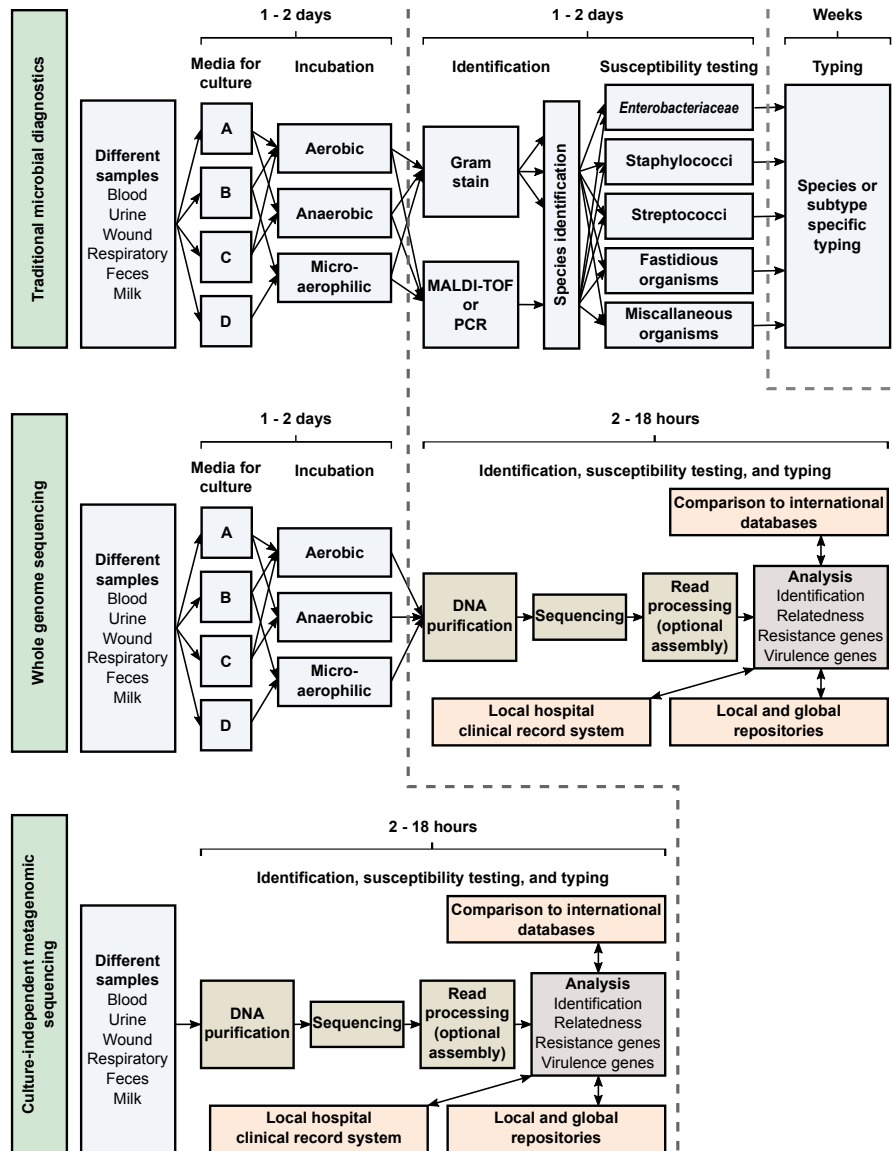 Traditional microbial diagnostics
1 - 2 days
1 - 2 days
Weeks
Media for
culture
Incubation
Identification
Susceptibility testing
Typing
Different
samples
Blood
Urine
Wound
Respiratory
Feces
Milk
A
B
C
D
Aerobic
Anaerobic
Micro-
aerophilic
Gram
stain
MALDI-TOF
or
PCR
Species identification
Enterobacteriaceae
Staphylococci
Streptococci
Fastidious
organisms
Miscallaneous
organisms
Species or
subtype
specific
typing
Whole genome sequencing
1 - 2 days
2 - 18 hours
Media for
culture
Incubation
Identification, susceptibility testing, and typing
Different
samples
Blood
Urine
Wound
Respiratory
Feces
Milk
A
B
C
D
Aerobic
Anaerobic
Micro-
aerophilic
DNA
purification
Sequencing
Read
processing
(optional
assembly)
Comparison to international
databases
Analysis
Identification
Relatedness
Resistance genes
Virulence genes
Local hospital
clinical record system
Local and global
repositories
Culture-independent metagenomic
sequencing
2 - 18 hours
Identification, susceptibility testing, and typing
Different
samples
Blood
Urine
Wound
Respiratory
Feces
Milk
DNA
purification
Sequencing
Read
processing
(optional
assembly)
Comparison to international
databases
Analysis
Identification
Relatedness
Resistance genes
Virulence genes
Local hospital
clinical record system
Local and global
repositories